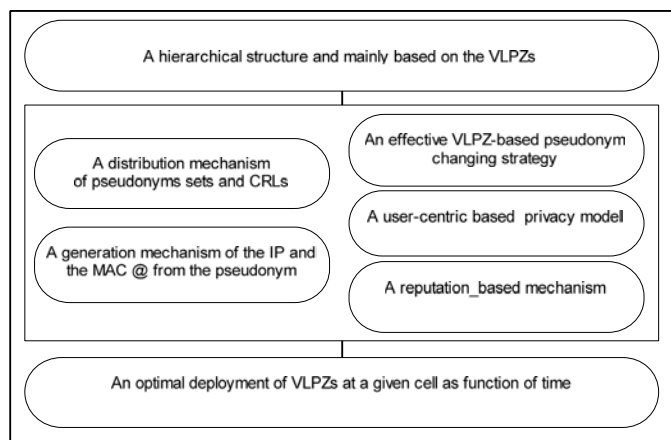 A hierarchical structure and mainly based on the VLPZs
A distribution mechanism
of pseudonyms sets and CRLs
A generation mechanism of the IP and
the MAC @ from the pseudonym
An effective VLPZ-based pseudonym
changing strategy
A user-centric based privacy model
A reputation_based mechanism
An optimal deployment of VLPZs at a given cell as function of time